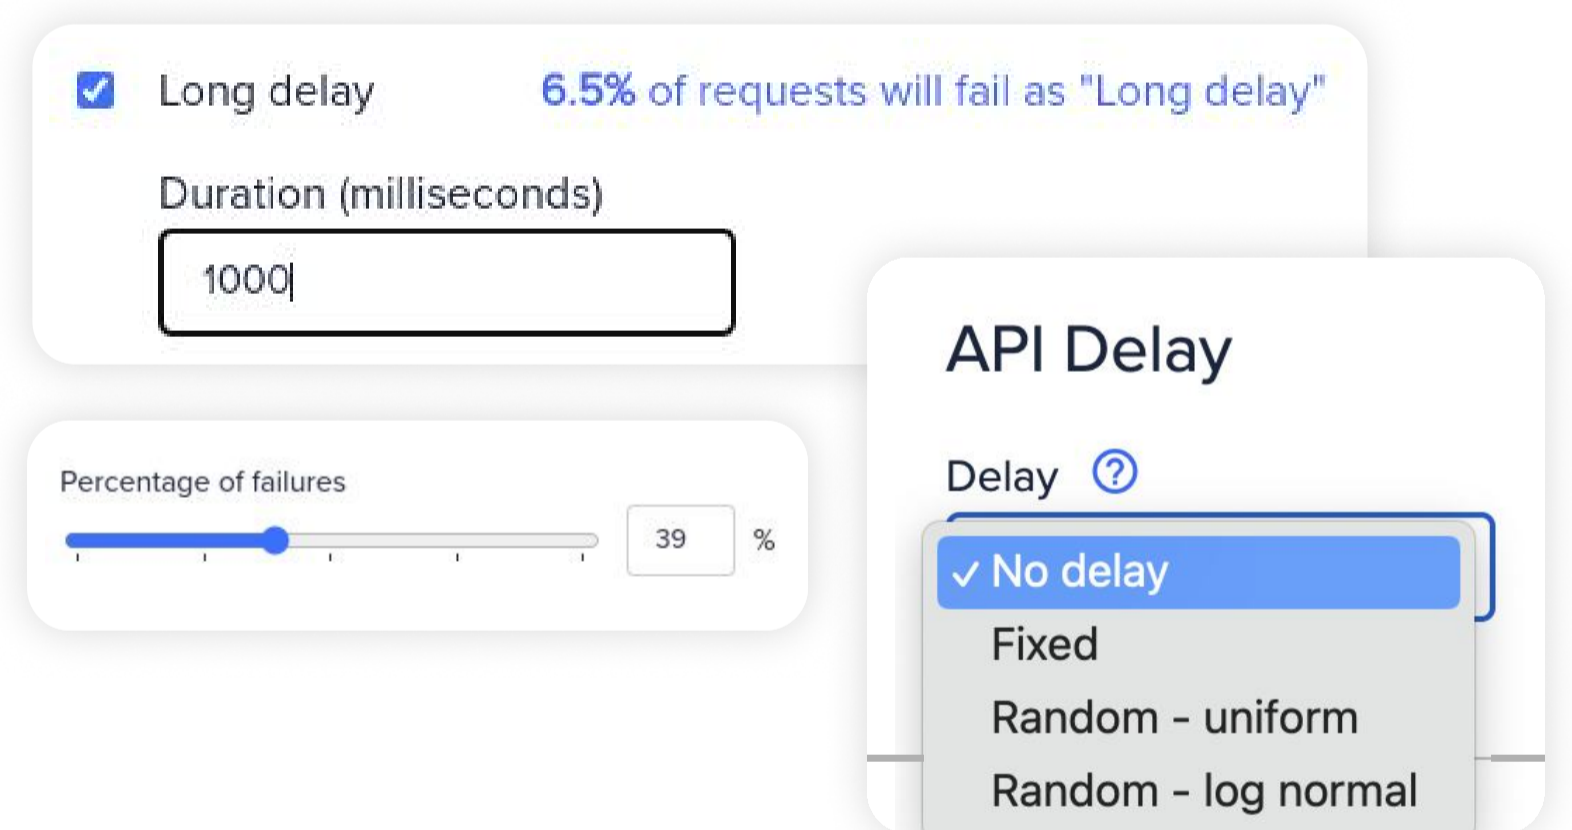 Long delay
6.5% of requests will fail as "Long delay"
Duration (milliseconds)
1000
Percentage of failures
39 %
API Delay
Delay ?
✓ No delay
Fixed
Random - uniform
Random - log normal